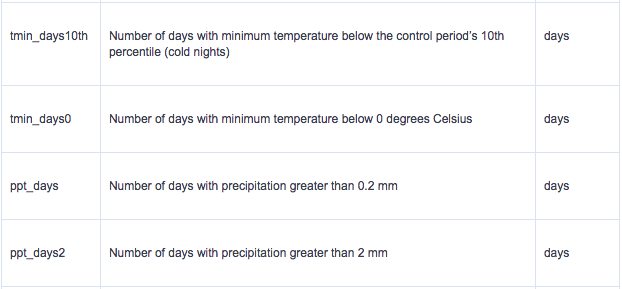 tmin_days10th Number of days with minimum temperature below the control period's 10th days
percentile (cold nights)
tmin_days0 Number of days with minimum temperature below 0 degrees Celsius days
ppt_days Number of days with precipitation greater than 0.2 mm days
ppt_days2 Number of days with precipitation greater than 2 mm days